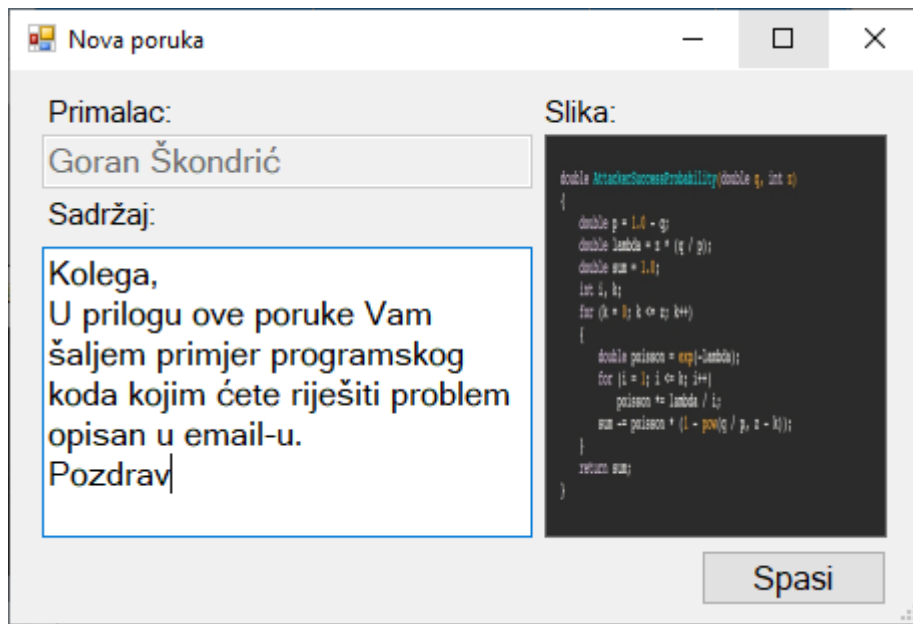 Nova poruka
Primalac:
Goran Škondrić
Sadržaj:
Kolega,
U prilogu ove poruke Vam
šaljem primjer programskog
koda kojim ćete riješiti problem
opisan u email-u.
Pozdrav
Slika:
double AttackerSuccessProbability(double q, int z)
{
double p = 1.0 - q;
double lambda = z * (q / p);
double sum = 1.0;
int i, k;
for (k = 0; k <= z; k++)
{
double poisson = exp(-lambda);
for (i = 1; i <= k; i++)
poisson *= lambda / i;
sum -= poisson * (1 - pow(q / p, z - k));
}
return sum;
}
Spasi